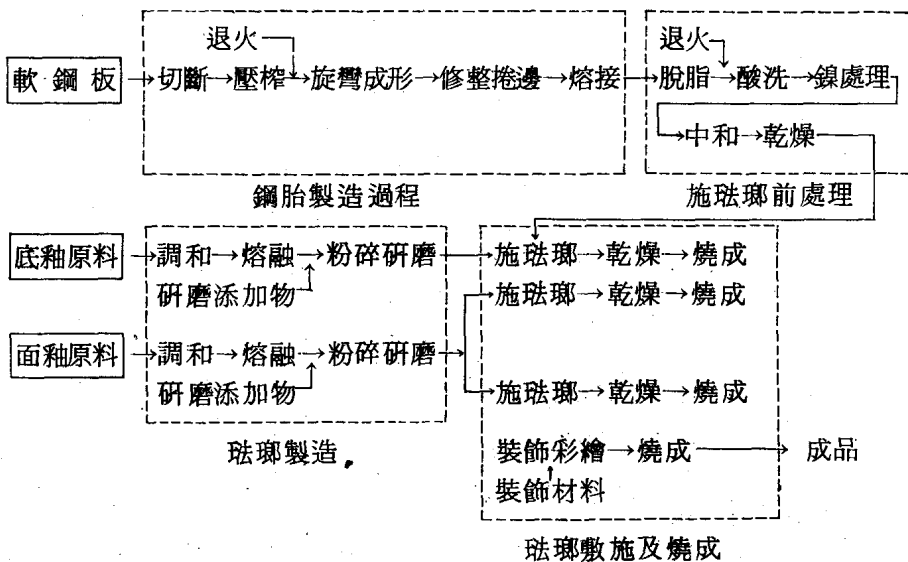 退火
退火
軟鋼板 切斷 壓榨 旋彎成形 修整捲邊 熔接 脫脂 酸洗 鎳處理
中和 乾燥
鋼胎製造過程
施琺瑯前處理
底釉原料 調和 熔融 粉碎研磨 施琺瑯 乾燥 燒成
研磨添加物
施琺瑯 乾燥 燒成
面釉原料 調和 熔融 粉碎研磨
研磨添加物
施琺瑯 乾燥 燒成
琺瑯製造
裝飾彩繪 燒成 成品
裝飾材料
琺瑯敷施及燒成